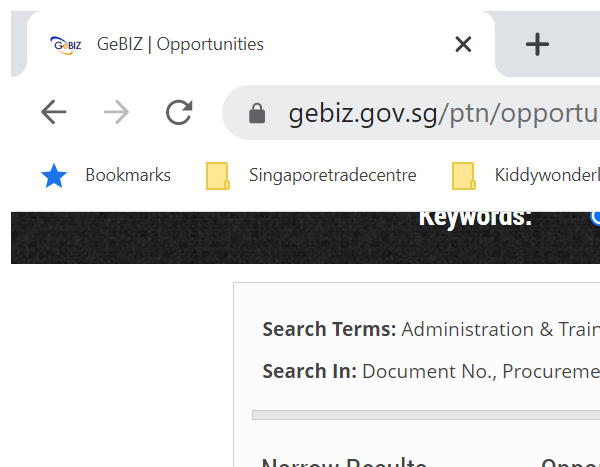 GeBIZ GeBIZ | Opportunities
gebiz.gov.sg/ptn/opportu
Bookmarks Singaporetradecentre Kiddywonderl
Keywords:
Search Terms: Administration & Train
Search In: Document No., Procureme
Narrow Results Oppo